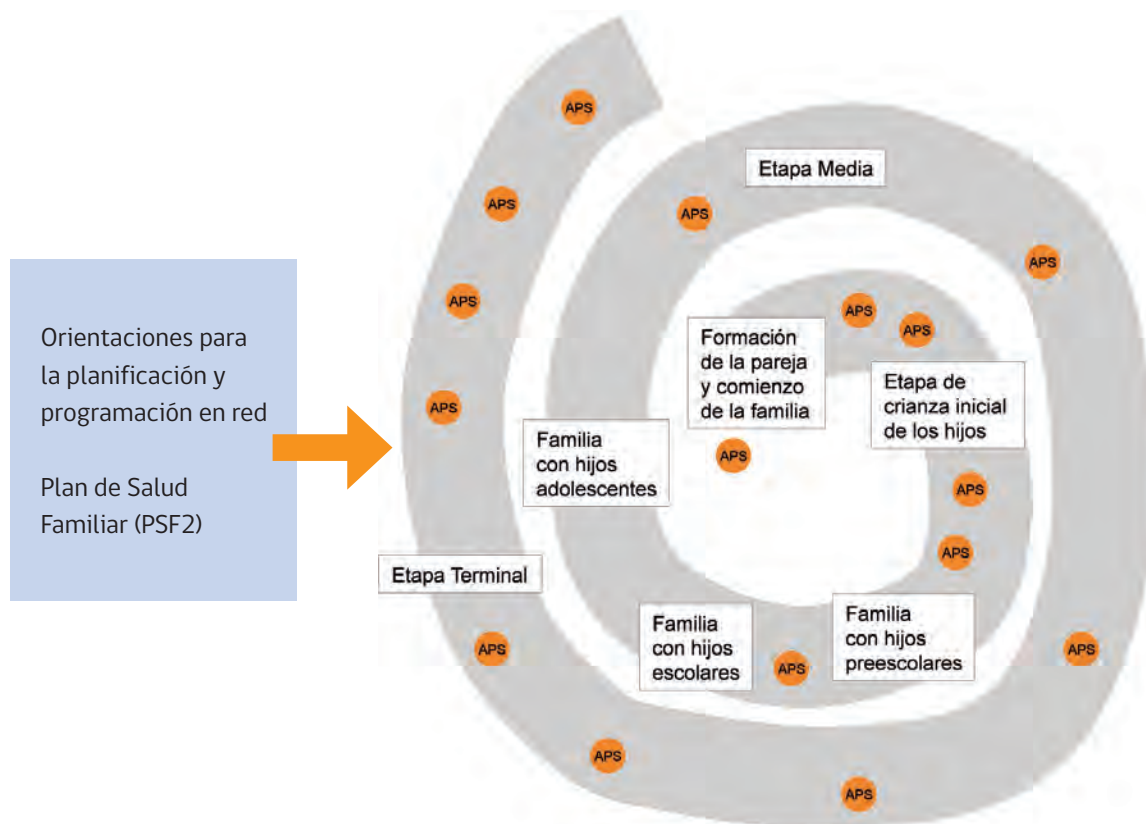 Orientaciones para
la planificación y
programación en red
Plan de Salud
Familiar (PSF2)
APS
Etapa Media
APS
APS
APS
APS
APS
APS
Formación
de la pareja
y comienzo
de la familia
APS
Etapa de
crianza inicial
de los hijos
APS
Familia
con hijos
adolescentes
APS
APS
APS
Etapa Terminal
Familia
con hijos
escolares
Familia
con hijos
preescolares
APS
APS
APS
APS
APS